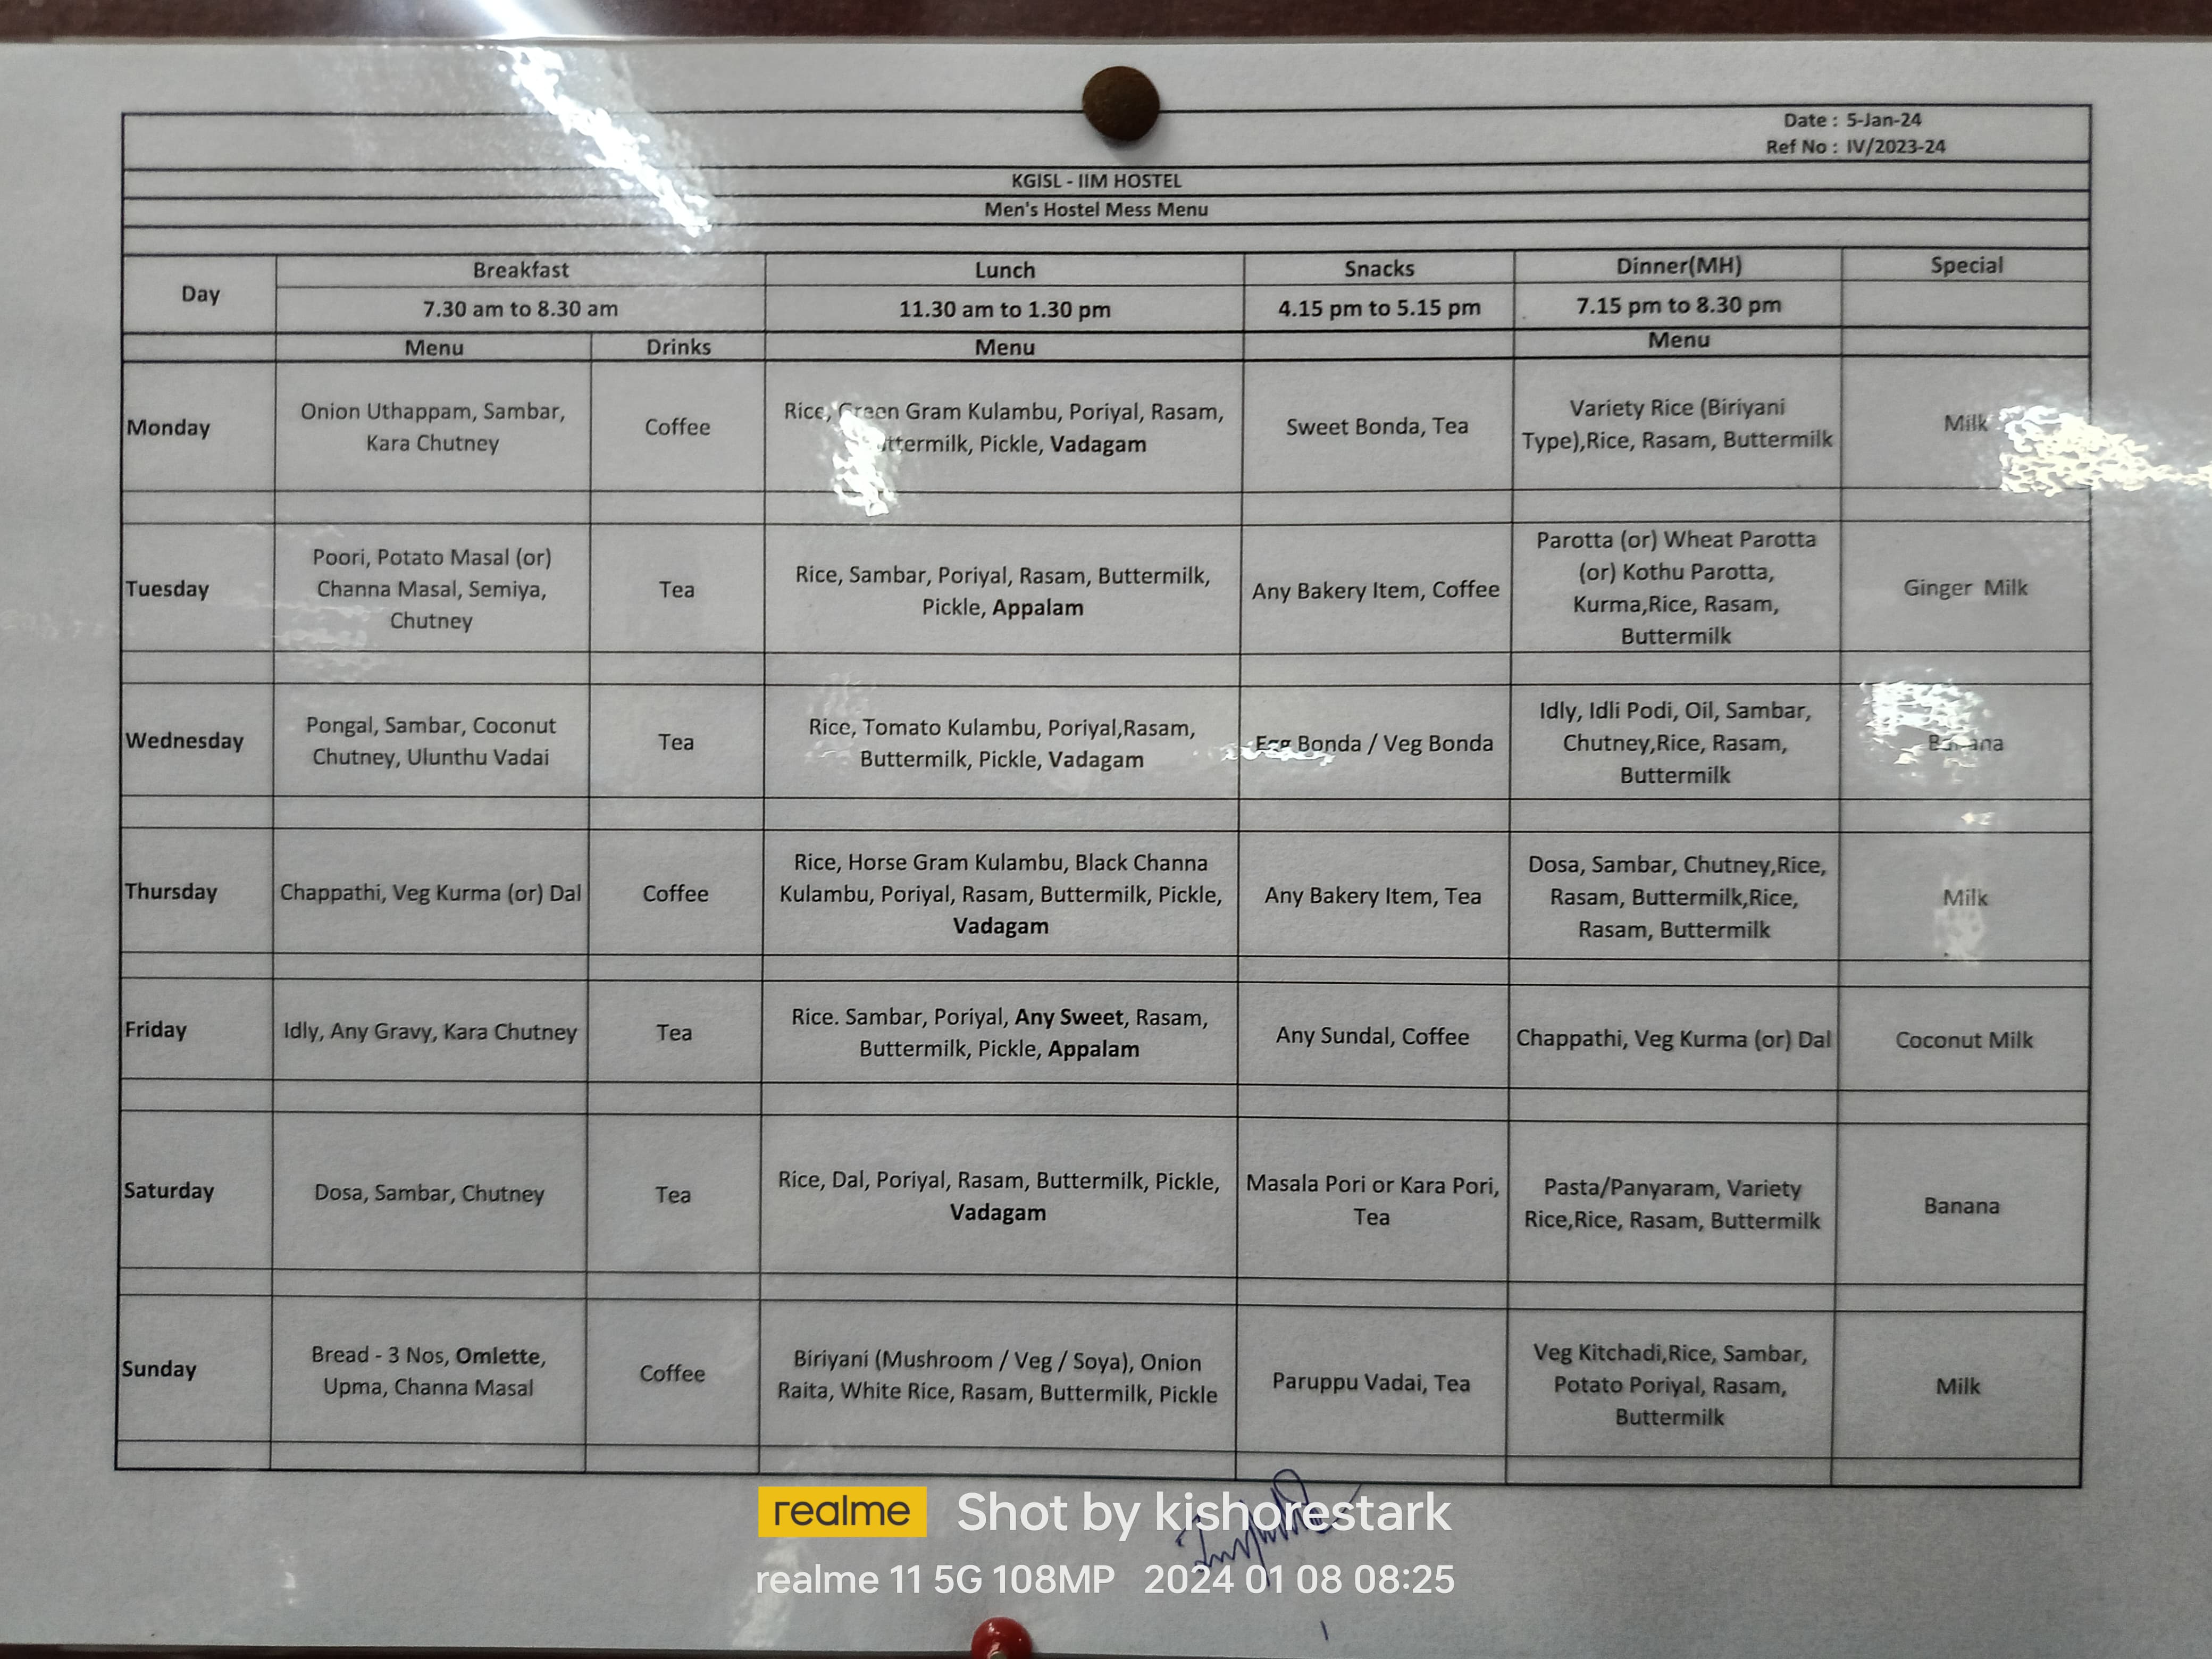 Date : 5-Jan-24
Ref No : IV/2023-24
KGISL - IIM HOSTEL
Men's Hostel Mess Menu
Day
Breakfast
Lunch
Snacks
Dinner(MH)
Special
7.30 am to 8.30 am
11.30 am to 1.30 pm
4.15 pm to 5.15 pm
7.15 pm to 8.30 pm
Menu
Drinks
Menu
Menu
Monday
Onion Uthappam, Sambar,
Kara Chutney
Coffee
Rice, Green Gram Kulambu, Poriyal, Rasam,
Buttermilk, Pickle, Vadagam
Sweet Bonda, Tea
Variety Rice (Biriyani
Type),Rice, Rasam, Buttermilk
Milk
Tuesday
Poori, Potato Masal (or)
Channa Masal, Semiya,
Chutney
Tea
Rice, Sambar, Poriyal, Rasam, Buttermilk,
Pickle, Appalam
Any Bakery Item, Coffee
Parotta (or) Wheat Parotta
(or) Kothu Parotta,
Kurma,Rice, Rasam,
Buttermilk
Ginger Milk
Wednesday
Pongal, Sambar, Coconut
Chutney, Ulunthu Vadai
Tea
Rice, Tomato Kulambu, Poriyal,Rasam,
Buttermilk, Pickle, Vadagam
Egg Bonda / Veg Bonda
Idly, Idli Podi, Oil, Sambar,
Chutney,Rice, Rasam,
Buttermilk
Banana
Thursday
Chappathi, Veg Kurma (or) Dal
Coffee
Rice, Horse Gram Kulambu, Black Channa
Kulambu, Poriyal, Rasam, Buttermilk, Pickle,
Vadagam
Any Bakery Item, Tea
Dosa, Sambar, Chutney,Rice,
Rasam, Buttermilk,Rice,
Rasam, Buttermilk
Milk
Friday
Idly, Any Gravy, Kara Chutney
Tea
Rice. Sambar, Poriyal, Any Sweet, Rasam,
Buttermilk, Pickle, Appalam
Any Sundal, Coffee
Chappathi, Veg Kurma (or) Dal
Coconut Milk
Saturday
Dosa, Sambar, Chutney
Tea
Rice, Dal, Poriyal, Rasam, Buttermilk, Pickle,
Vadagam
Masala Pori or Kara Pori,
Tea
Pasta/Panyaram, Variety
Rice,Rice, Rasam, Buttermilk
Banana
Sunday
Bread - 3 Nos, Omlette,
Upma, Channa Masal
Coffee
Biriyani (Mushroom / Veg / Soya), Onion
Raita, White Rice, Rasam, Buttermilk, Pickle
Paruppu Vadai, Tea
Veg Kitchadi,Rice, Sambar,
Potato Poriyal, Rasam,
Buttermilk
Milk
realme Shot by kishorestark
realme 11 5G 108MP 2024 01 08 08:25